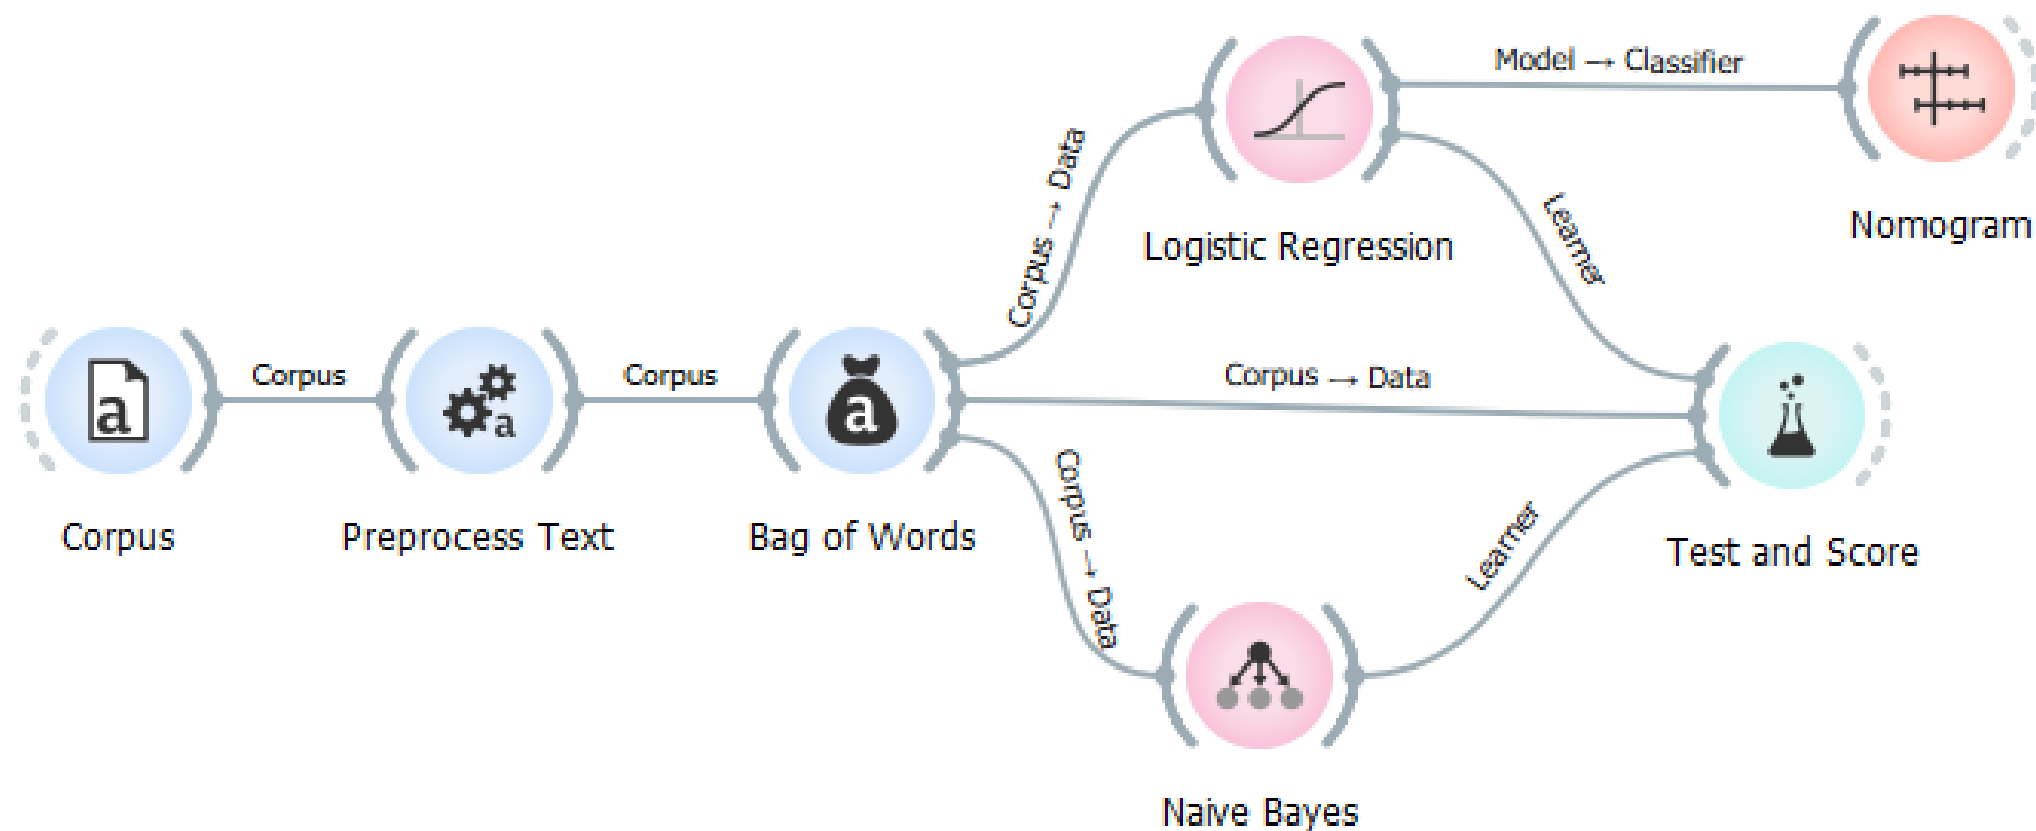 Model → Classifier
Nomogram
Corpus → Data
Logistic Regression
Learner
Corpus
Corpus
Corpus → Data
a
a
a
Corpus
Preprocess Text
Bag of Words
Corpus → Data
Learner
Test and Score
Naive Bayes